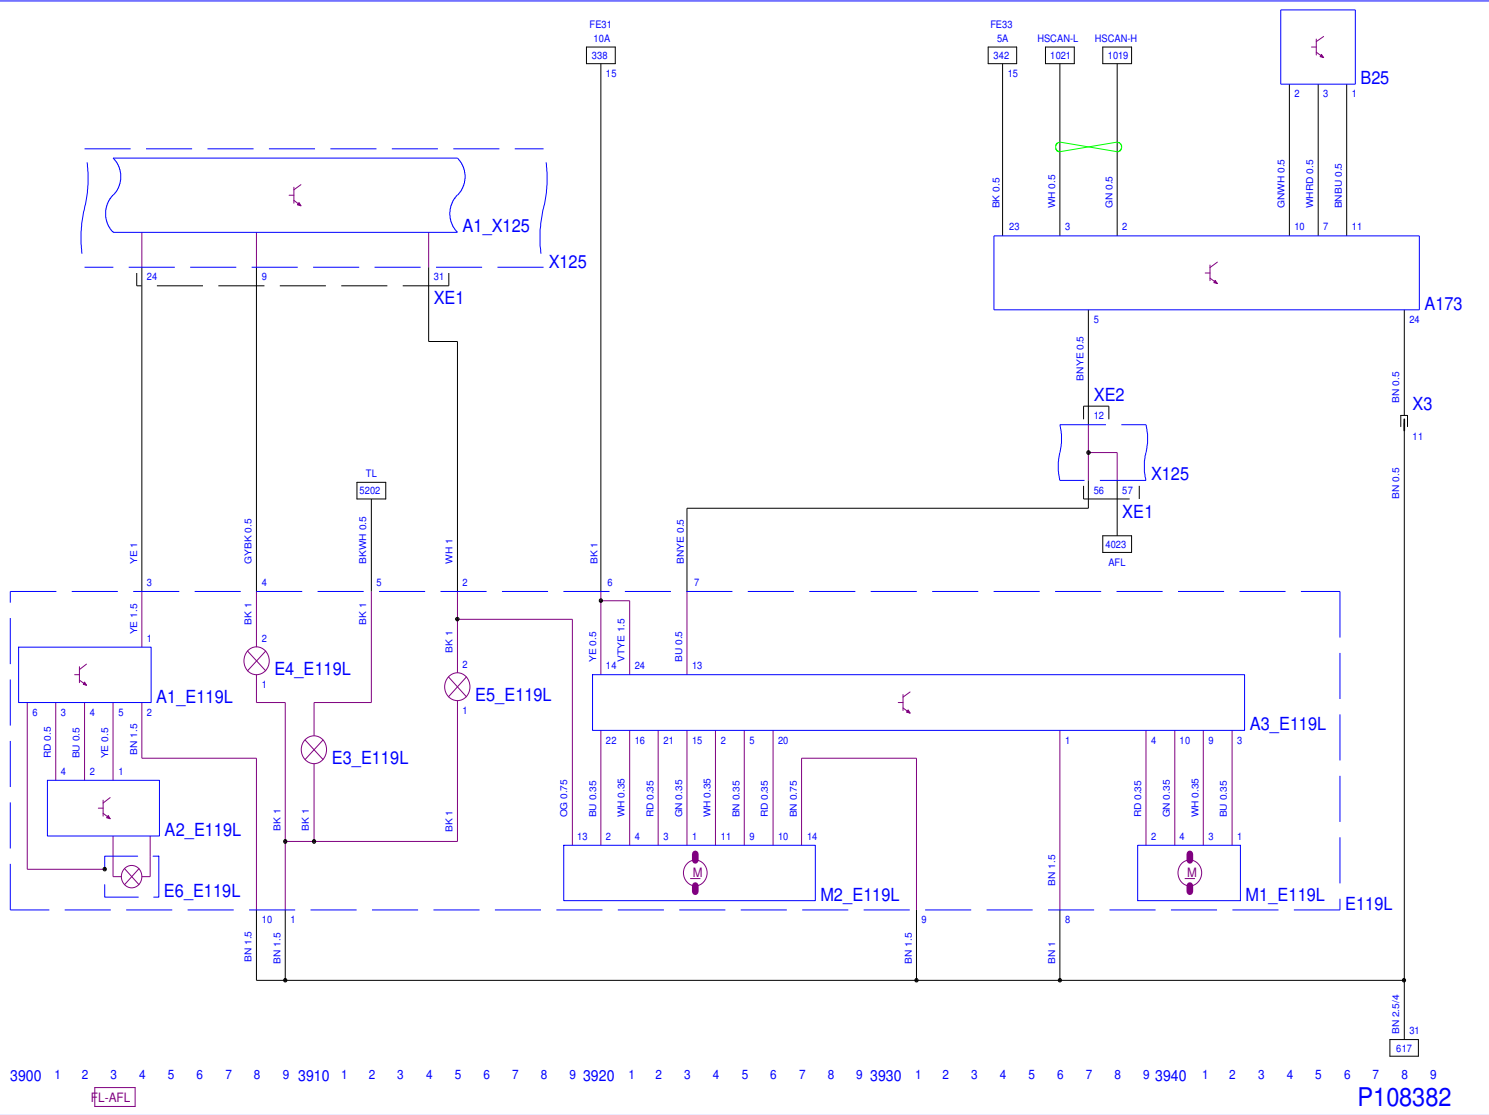 FE31
10A
338
15
FE33
5A
342
15
HSCAN-L
1021
HSCAN-H
1019
B25
2 3 1
GNWH 0.5
WHRD 0.5
BNBU 0.5
BK 0.5
WH 0.5
GN 0.5
23 3 2 10 7 11
A173
5 24
A1_X125
X125
24 9 31
XE1
BNYE 0.5
BN 0.5
XE2
12
X3
11
X125
56 57
XE1
4023
AFL
BN 0.5
TL
5202
YE 1
GYBK 0.5
BKWH 0.5
WH 1
BK 1
BNYE 0.5
3 4 5 2 6 7
YE 1.5
BK 1
BK 1
BK 1
YE 0.5
VTYE 1.5
BU 0.5
1 2 2 14 24 13
E4_E119L
1
E5_E119L
1
A1_E119L
6 3 4 5 2
RD 0.5
BU 0.5
YE 0.5
BN 1.5
A3_E119L
22 16 21 15 2 5 20 1 4 10 9 3
E3_E119L
4 2 1
A2_E119L
BK 1
BK 1
BK 1
OG 0.75
BU 0.35
WH 0.35
RD 0.35
GN 0.35
WH 0.35
BN 0.35
RD 0.35
BN 0.75
RD 0.35
GN 0.35
WH 0.35
BU 0.35
13 2 4 3 1 11 9 10 14 2 4 3 1
M
M
BN 1.5
E6_E119L
M2_E119L
M1_E119L
E119L
10 1 9 8
BN 1.5
BN 1.5
BN 1.5
BN 1
BN 2.5/4
31
617
3900 1 2 3 4 5 6 7 8 9 3910 1 2 3 4 5 6 7 8 9 3920 1 2 3 4 5 6 7 8 9 3930 1 2 3 4 5 6 7 8 9 3940 1 2 3 4 5 6 7 8 9
FL-AFL
P108382